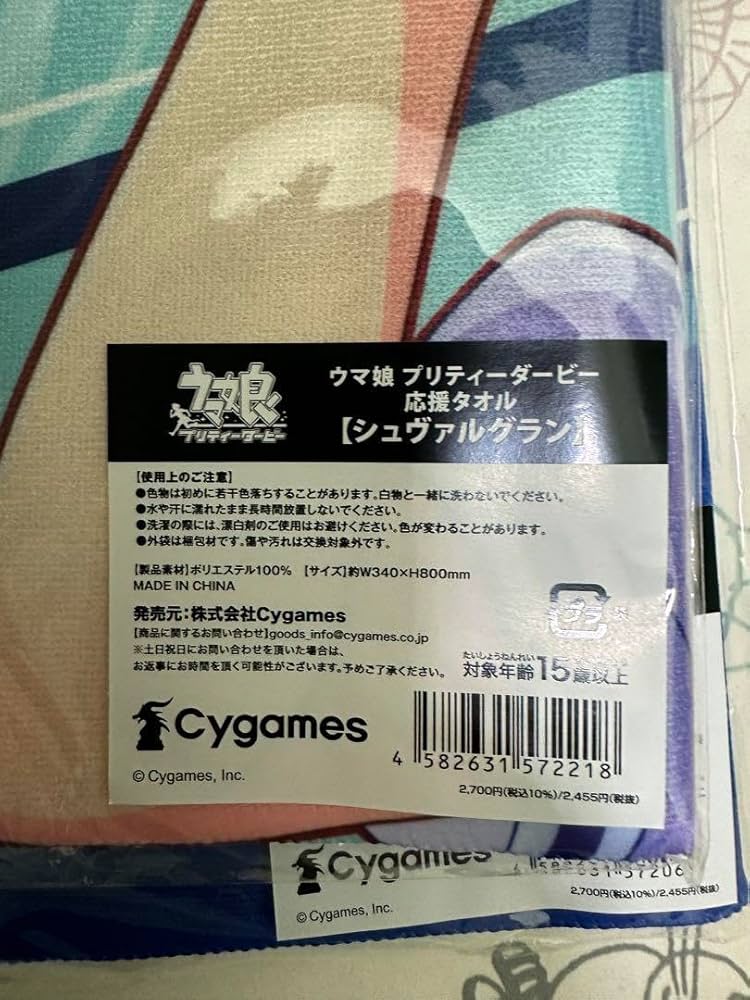 ウマ娘
プリティーダービー
ウマ娘 プリティーダービー
応援タオル
【シュヴァルグラン】
【使用上のご注意】
●色物は初めに若干色落ちすることがあります。白物と一緒に洗わないでください。
●水や汗に濡れたまま長時間放置しないでください。
●洗濯の際には、漂白剤のご使用はお避けください。色が変わることがあります。
●外袋は梱包材です。傷や汚れは交換対象外です。
【製品素材】ポリエステル100% 【サイズ】約W340×H800mm
MADE IN CHINA
発売元:株式会社Cygames
【商品に関するお問い合わせ】goods_info@cygames.co.jp
※土日祝日にお問い合わせを頂いた場合は、
お返事にお時間を頂く可能性がございます。予めご了承ください。
プラ
たいしょうねんれい
対象年齢15歳以上
Cygames
4 582631 572218
© Cygames, Inc.
2,700円(税込10%)/2,455円(税抜)
Cygames
2,700円(税込10%)/2,455円(税抜)
© Cygames, Inc.